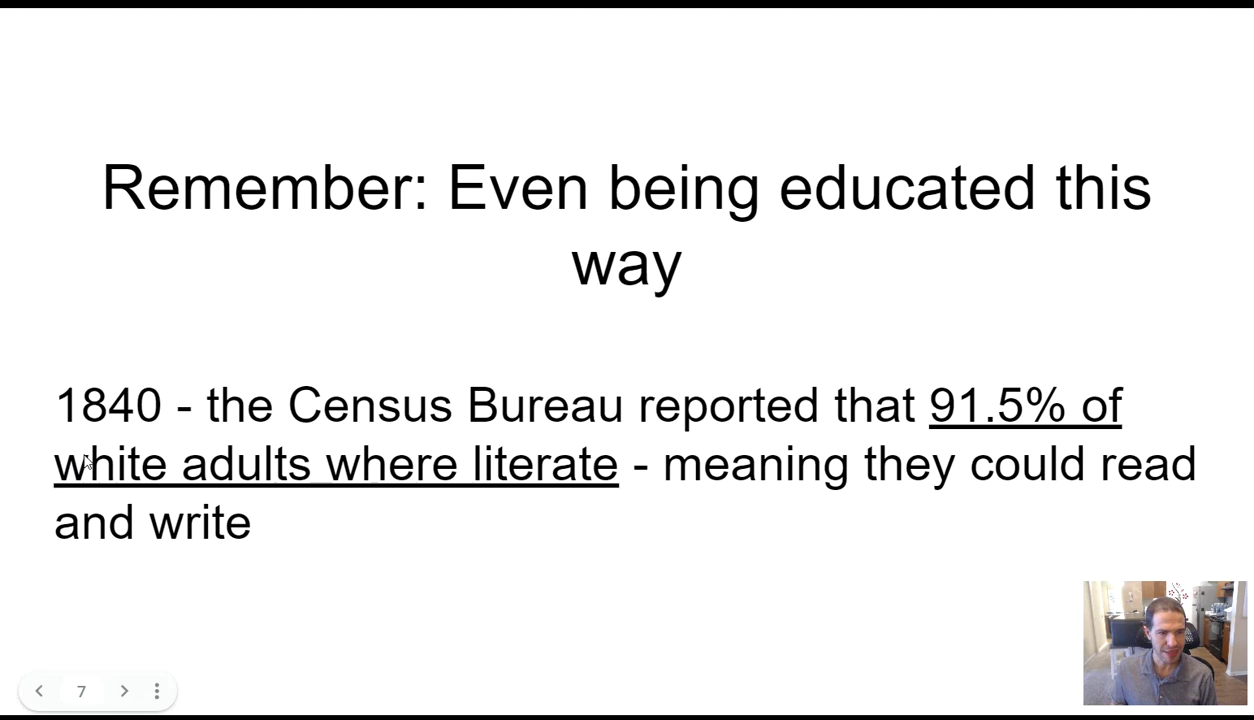 Remember: Even being educated this
way
1840 - the Census Bureau reported that 91.5% of
white adults where literate - meaning they could read
and write
7